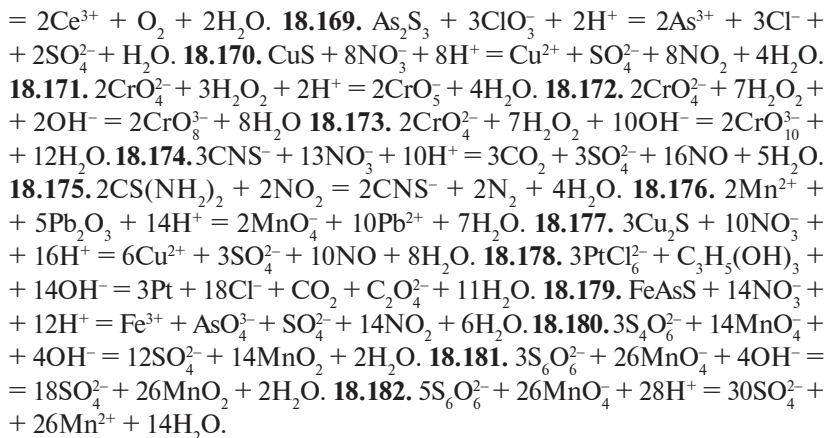 = 2Ce³⁺ + O₂ + 2H₂O. 18.169. As₂S₃ + 3ClO₃⁻ + 2H⁺ = 2As³⁺ + 3Cl⁻ +
+ 2SO₄²⁻ + H₂O. 18.170. CuS + 8NO₃⁻ + 8H⁺ = Cu²⁺ + SO₄²⁻ + 8NO₂ + 4H₂O.
18.171. 2CrO₄²⁻ + 3H₂O₂ + 2H⁺ = 2CrO₅⁻ + 4H₂O. 18.172. 2CrO₄²⁻ + 7H₂O₂ +
+ 2OH⁻ = 2CrO₈³⁻ + 8H₂O 18.173. 2CrO₄²⁻ + 7H₂O₂ + 10OH⁻ = 2CrO₁₀³⁻ +
+ 12H₂O. 18.174. 3CNS⁻ + 13NO₃⁻ + 10H⁺ = 3CO₂ + 3SO₄²⁻ + 16NO + 5H₂O.
18.175. 2CS(NH₂)₂ + 2NO₂ = 2CNS⁻ + 2N₂ + 4H₂O. 18.176. 2Mn²⁺ +
+ 5Pb₂O₃ + 14H⁺ = 2MnO₄⁻ + 10Pb²⁺ + 7H₂O. 18.177. 3Cu₂S + 10NO₃⁻ +
+ 16H⁺ = 6Cu²⁺ + 3SO₄²⁻ + 10NO + 8H₂O. 18.178. 3PtCl₆²⁻ + C₃H₅(OH)₃ +
+ 14OH⁻ = 3Pt + 18Cl⁻ + CO₂ + C₂O₄²⁻ + 11H₂O. 18.179. FeAsS + 14NO₃⁻ +
+ 12H⁺ = Fe³⁺ + AsO₄³⁻ + SO₄²⁻ + 14NO₂ + 6H₂O. 18.180. 3S₄O₆²⁻ + 14MnO₄⁻ +
+ 4OH⁻ = 12SO₄²⁻ + 14MnO₂ + 2H₂O. 18.181. 3S₆O₆²⁻ + 26MnO₄⁻ + 4OH⁻ =
= 18SO₄²⁻ + 26MnO₂ + 2H₂O. 18.182. 5S₆O₆²⁻ + 26MnO₄⁻ + 28H⁺ = 30SO₄²⁻ +
+ 26Mn²⁺ + 14H₂O.